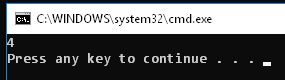 C:\WINDOWS\system32\cmd.exe
4
Press any key to continue . . .